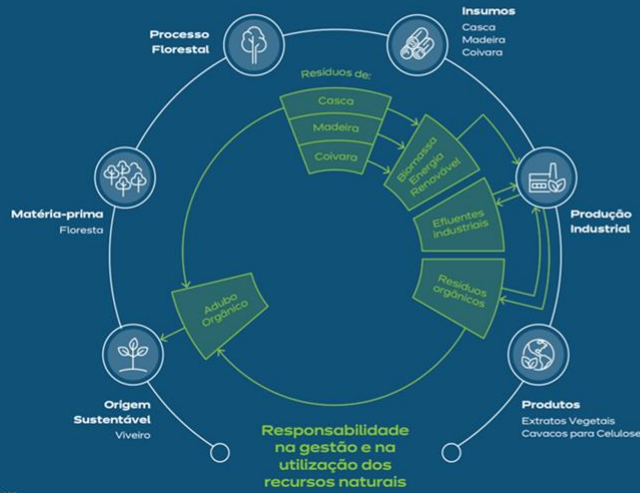 Insumos
Casca
Madeira
Coivara
Processo
Florestal
Resíduos de:
Casca
Madeira
Coivara
Biomassa
Energia
Renovável
Matéria-prima
Floresta
Efluentes
industriais
Produção
Industrial
Resíduos
orgânicos
Adubo
Orgânico
Origem
Sustentável
Viveiro
Produtos
Extratos Vegetais
Cavacos para Celulose
Responsabilidade
na gestão e na
utilização dos
recursos naturais